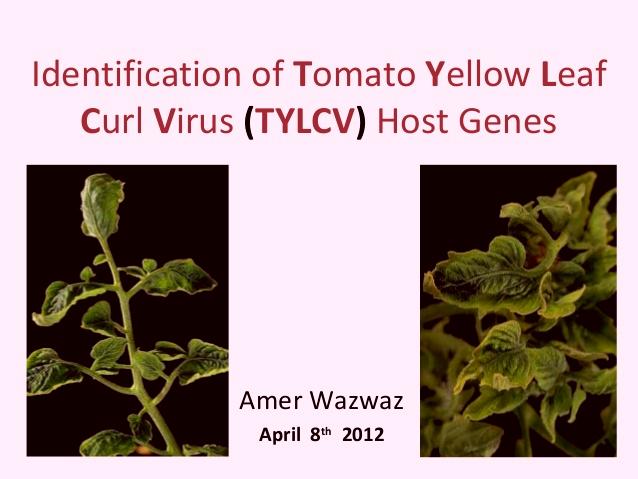 Identification of Tomato Yellow Leaf
Curl Virus (TYLCV) Host Genes
Amer Wazwaz
April 8th 2012